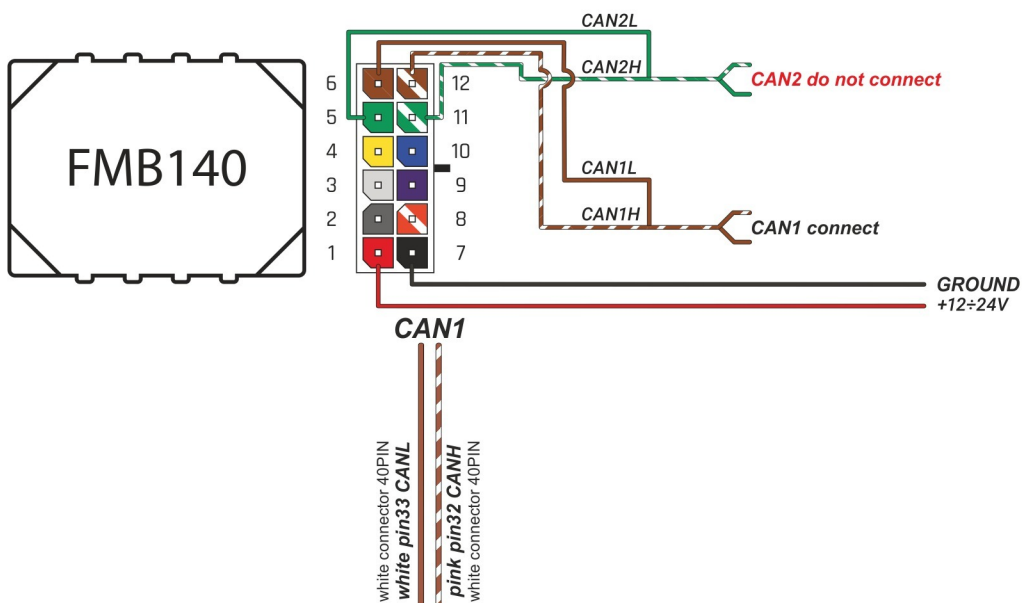 FMB140
CAN2L
CAN2H
CAN2 do not connect
6
12
5
11
4
10
3
9
2
8
1
7
CAN1L
CAN1H
CAN1 connect
GROUND
+12÷24V
CAN1
white connector 40PIN
white pin33 CANL
pink pin32 CANH
white connector 40PIN